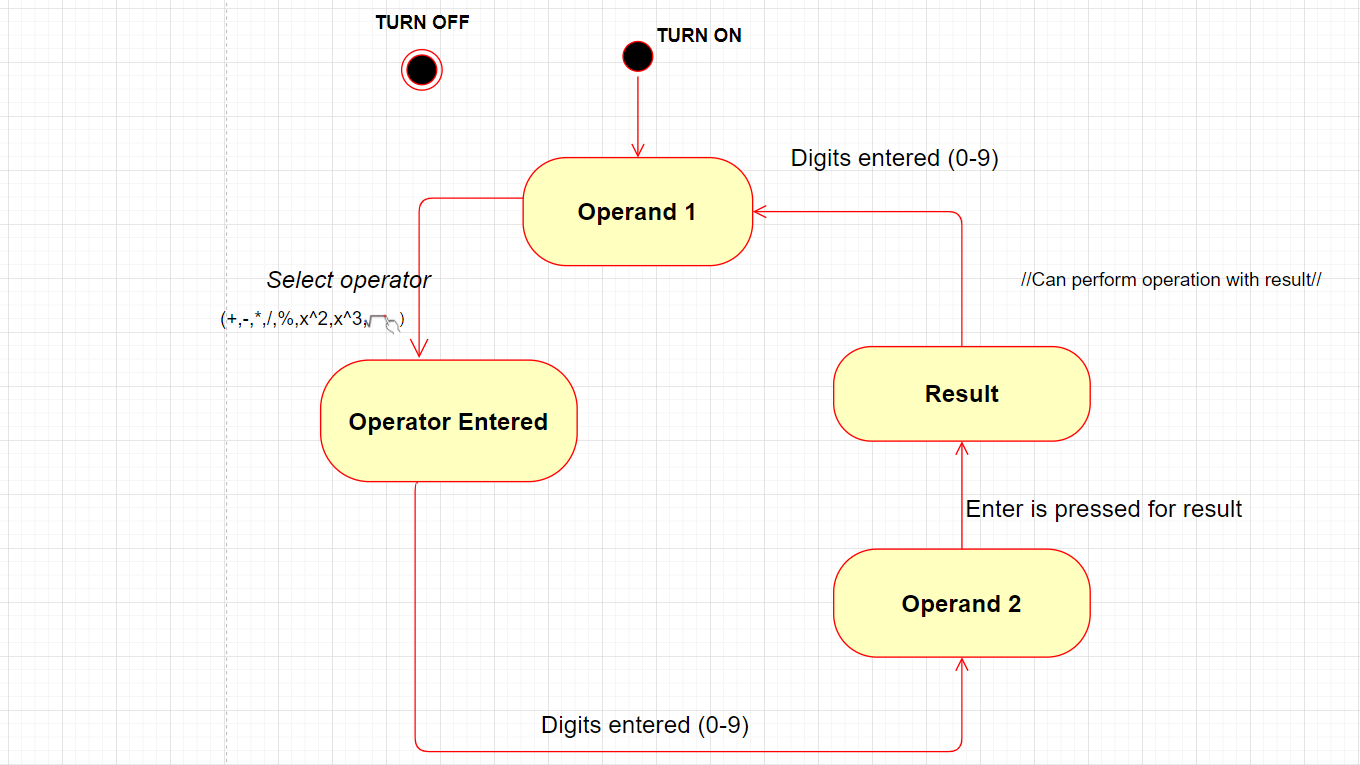 TURN OFF
TURN ON
Digits entered (0-9)
Operand 1
Select operator
//Can perform operation with result//
(+,-,*,/,%,x^2,x^3,√ )
Result
Operator Entered
Enter is pressed for result
Operand 2
Digits entered (0-9)